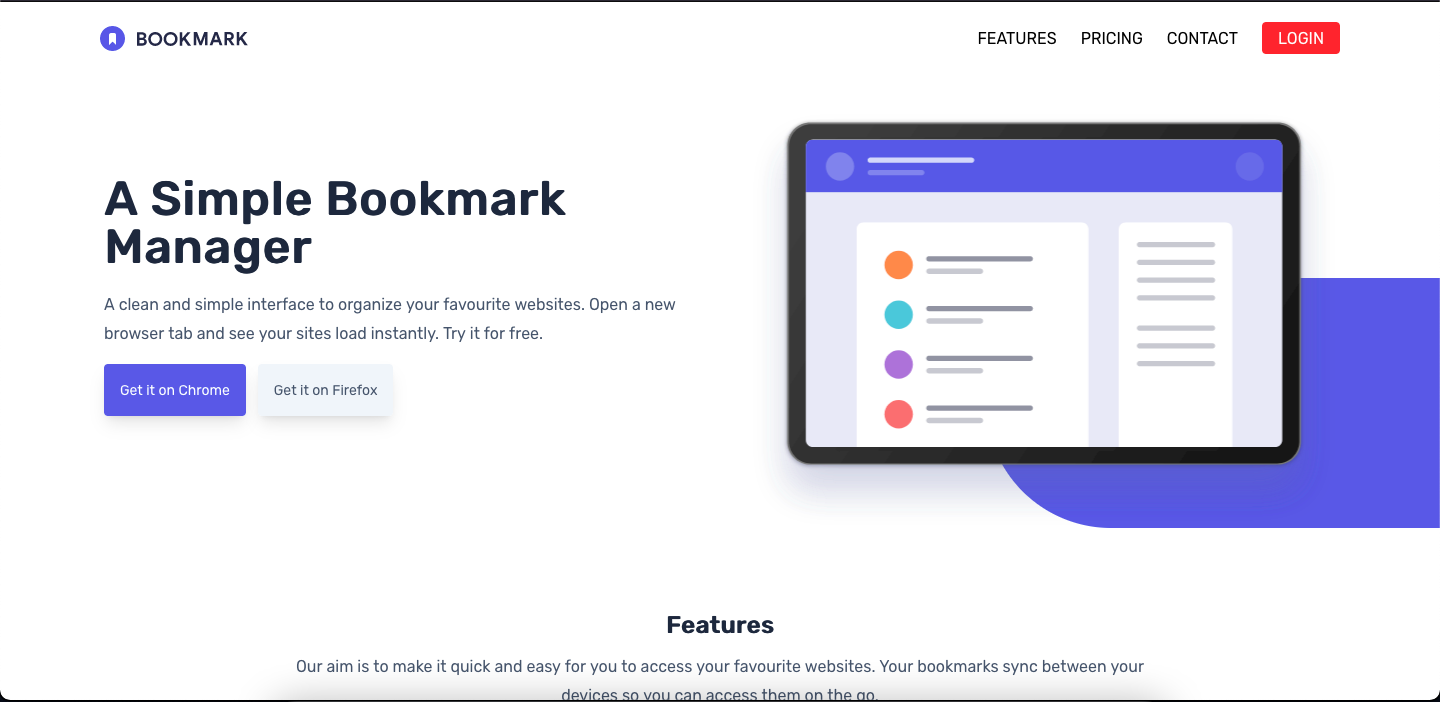 BOOKMARK
FEATURES PRICING CONTACT LOGIN
A Simple Bookmark
Manager
A clean and simple interface to organize your favourite websites. Open a new
browser tab and see your sites load instantly. Try it for free.
Get it on Chrome Get it on Firefox
Features
Our aim is to make it quick and easy for you to access your favourite websites. Your bookmarks sync between your
devices so you can access them on the go.